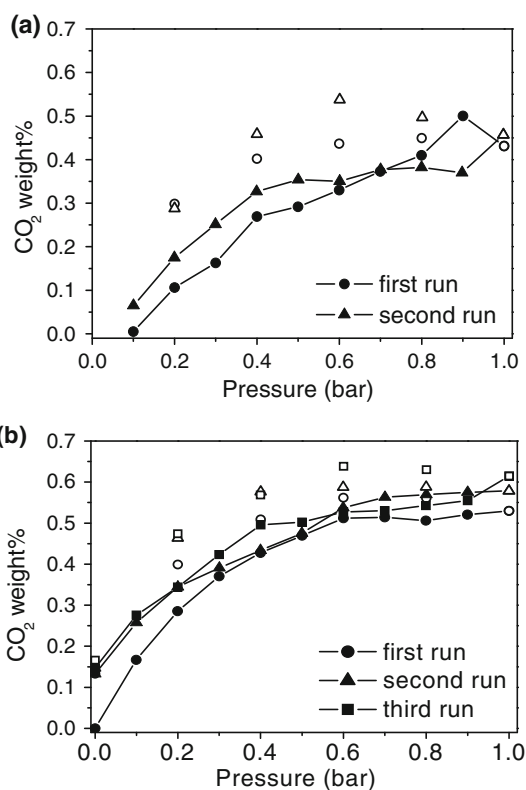 (a)
0.7
0.6
0.5
0.4
0.3
0.2
0.1
0.0
CO₂ weight%
first run
second run
0.0 0.2 0.4 0.6 0.8 1.0
Pressure (bar)
(b)
0.7
0.6
0.5
0.4
0.3
0.2
0.1
0.0
CO₂ weight%
first run
second run
third run
0.0 0.2 0.4 0.6 0.8 1.0
Pressure (bar)